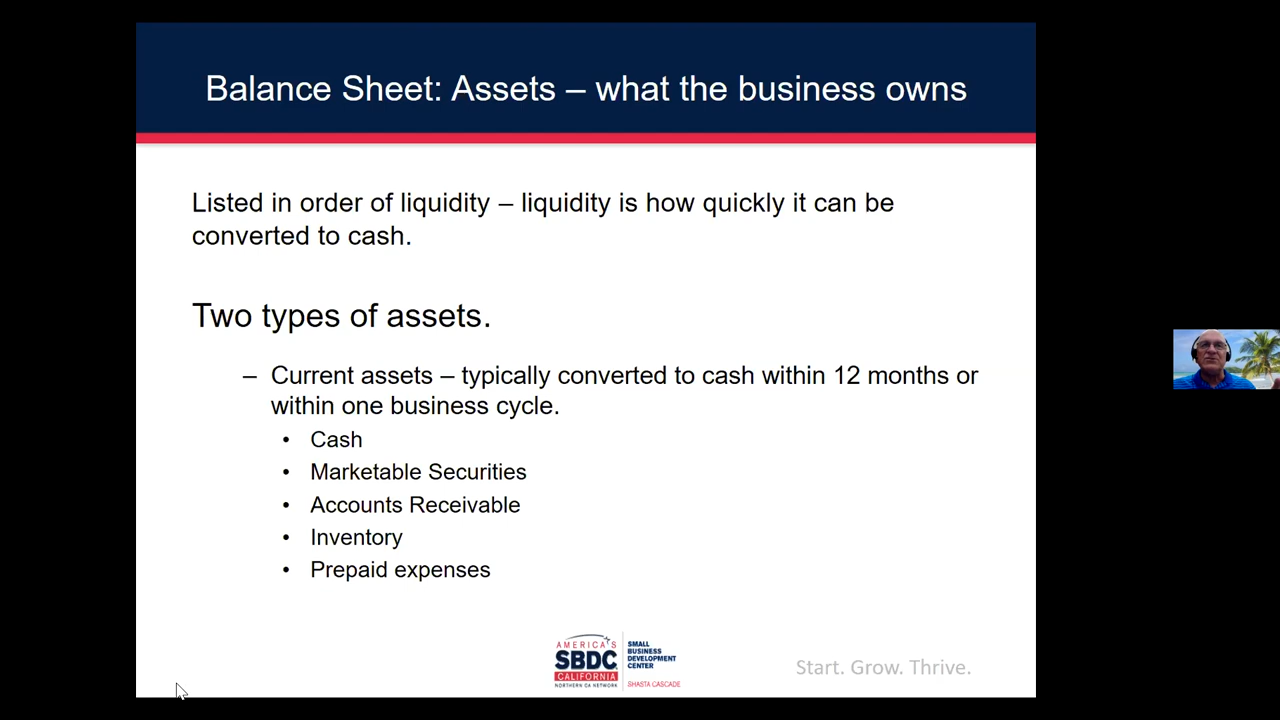 Balance Sheet: Assets – what the business owns
Listed in order of liquidity – liquidity is how quickly it can be
converted to cash.
Two types of assets.
– Current assets – typically converted to cash within 12 months or
within one business cycle.
• Cash
• Marketable Securities
• Accounts Receivable
• Inventory
• Prepaid expenses
AMERICA'S
SBDC
CALIFORNIA
NORTHERN CA NETWORK
SMALL
BUSINESS
DEVELOPMENT
CENTER
SHASTA CASCADE
Start. Grow. Thrive.